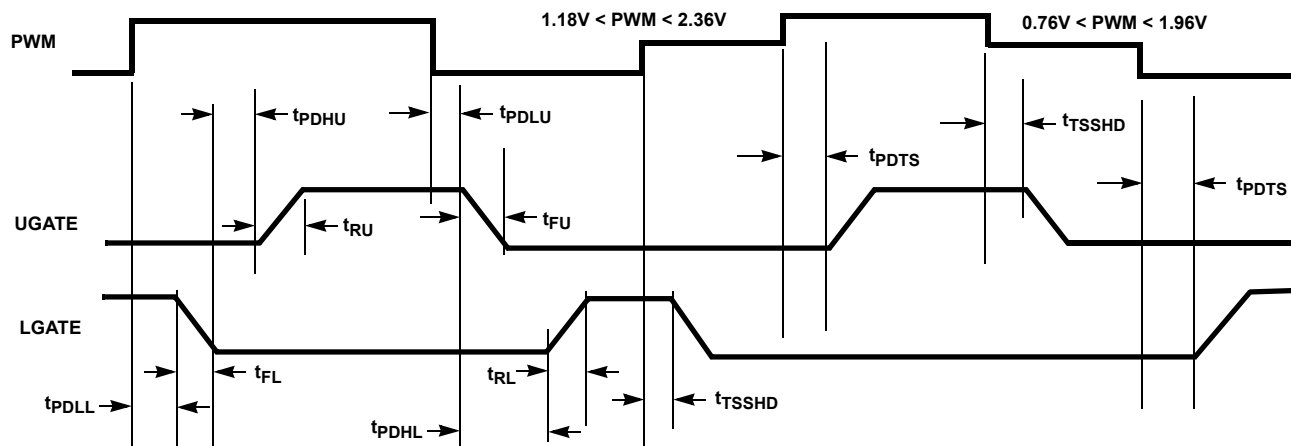 1.18V < PWM < 2.36V
0.76V < PWM < 1.96V
PWM
tPDHU
tPDLU
tTSSHD
tPDTS
tPDTS
UGATE
tRU
tFU
LGATE
tFL
tRL
tPDLL
tTSSHD
tPDHL